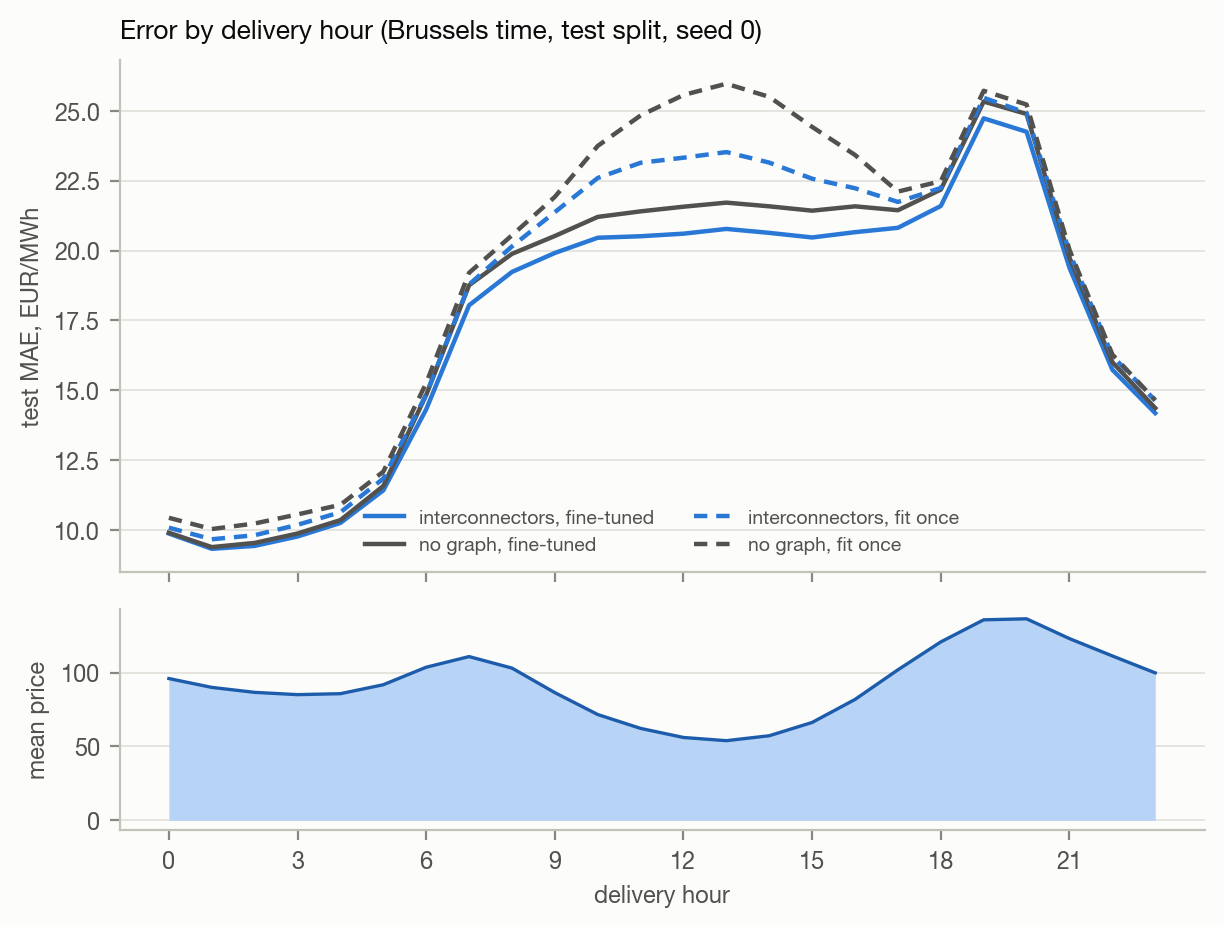 Error by delivery hour (Brussels time, test split, seed 0)
test MAE, EUR/MWh
25.0
22.5
20.0
17.5
15.0
12.5
10.0
interconnectors, fine-tuned
no graph, fine-tuned
interconnectors, fit once
no graph, fit once
mean price
100
50
0
0 3 6 9 12 15 18 21
delivery hour